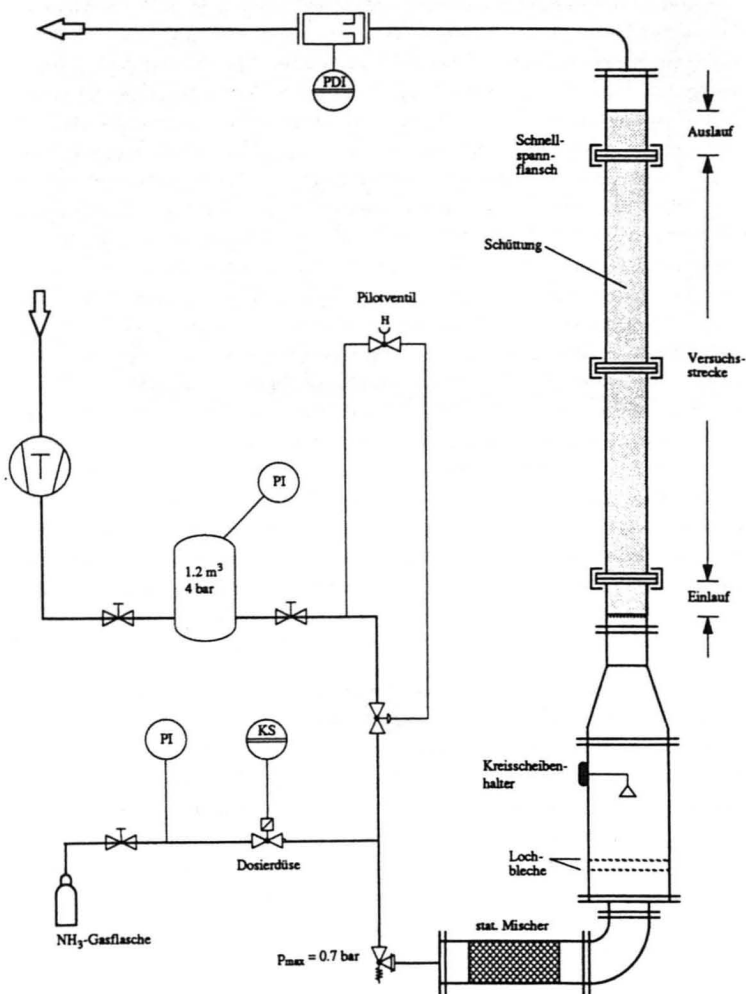 PDI
Auslauf
Schnell-
spann-
flansch
Schüttung
Pilotventil
H
Versuchs-
strecke
T
PI
1.2 m³
4 bar
Einlauf
PI
KS
Kreisscheiben-
halter
Dosierdüse
Loch-
bleche
NH₃-Gasflasche
stat. Mischer
Pmax = 0.7 bar